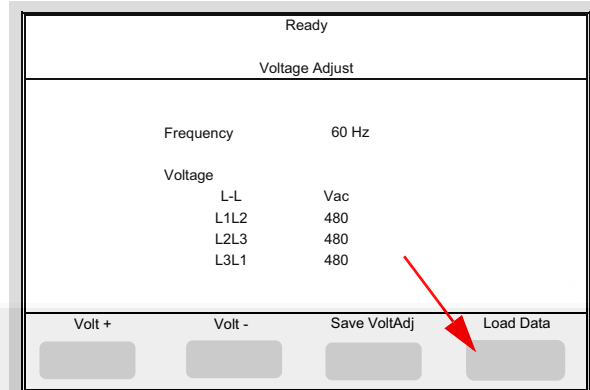 Ready
Voltage Adjust
Frequency 60 Hz
Voltage
L-L Vac
L1L2 480
L2L3 480
L3L1 480
Volt + Volt - Save VoltAdj Load Data